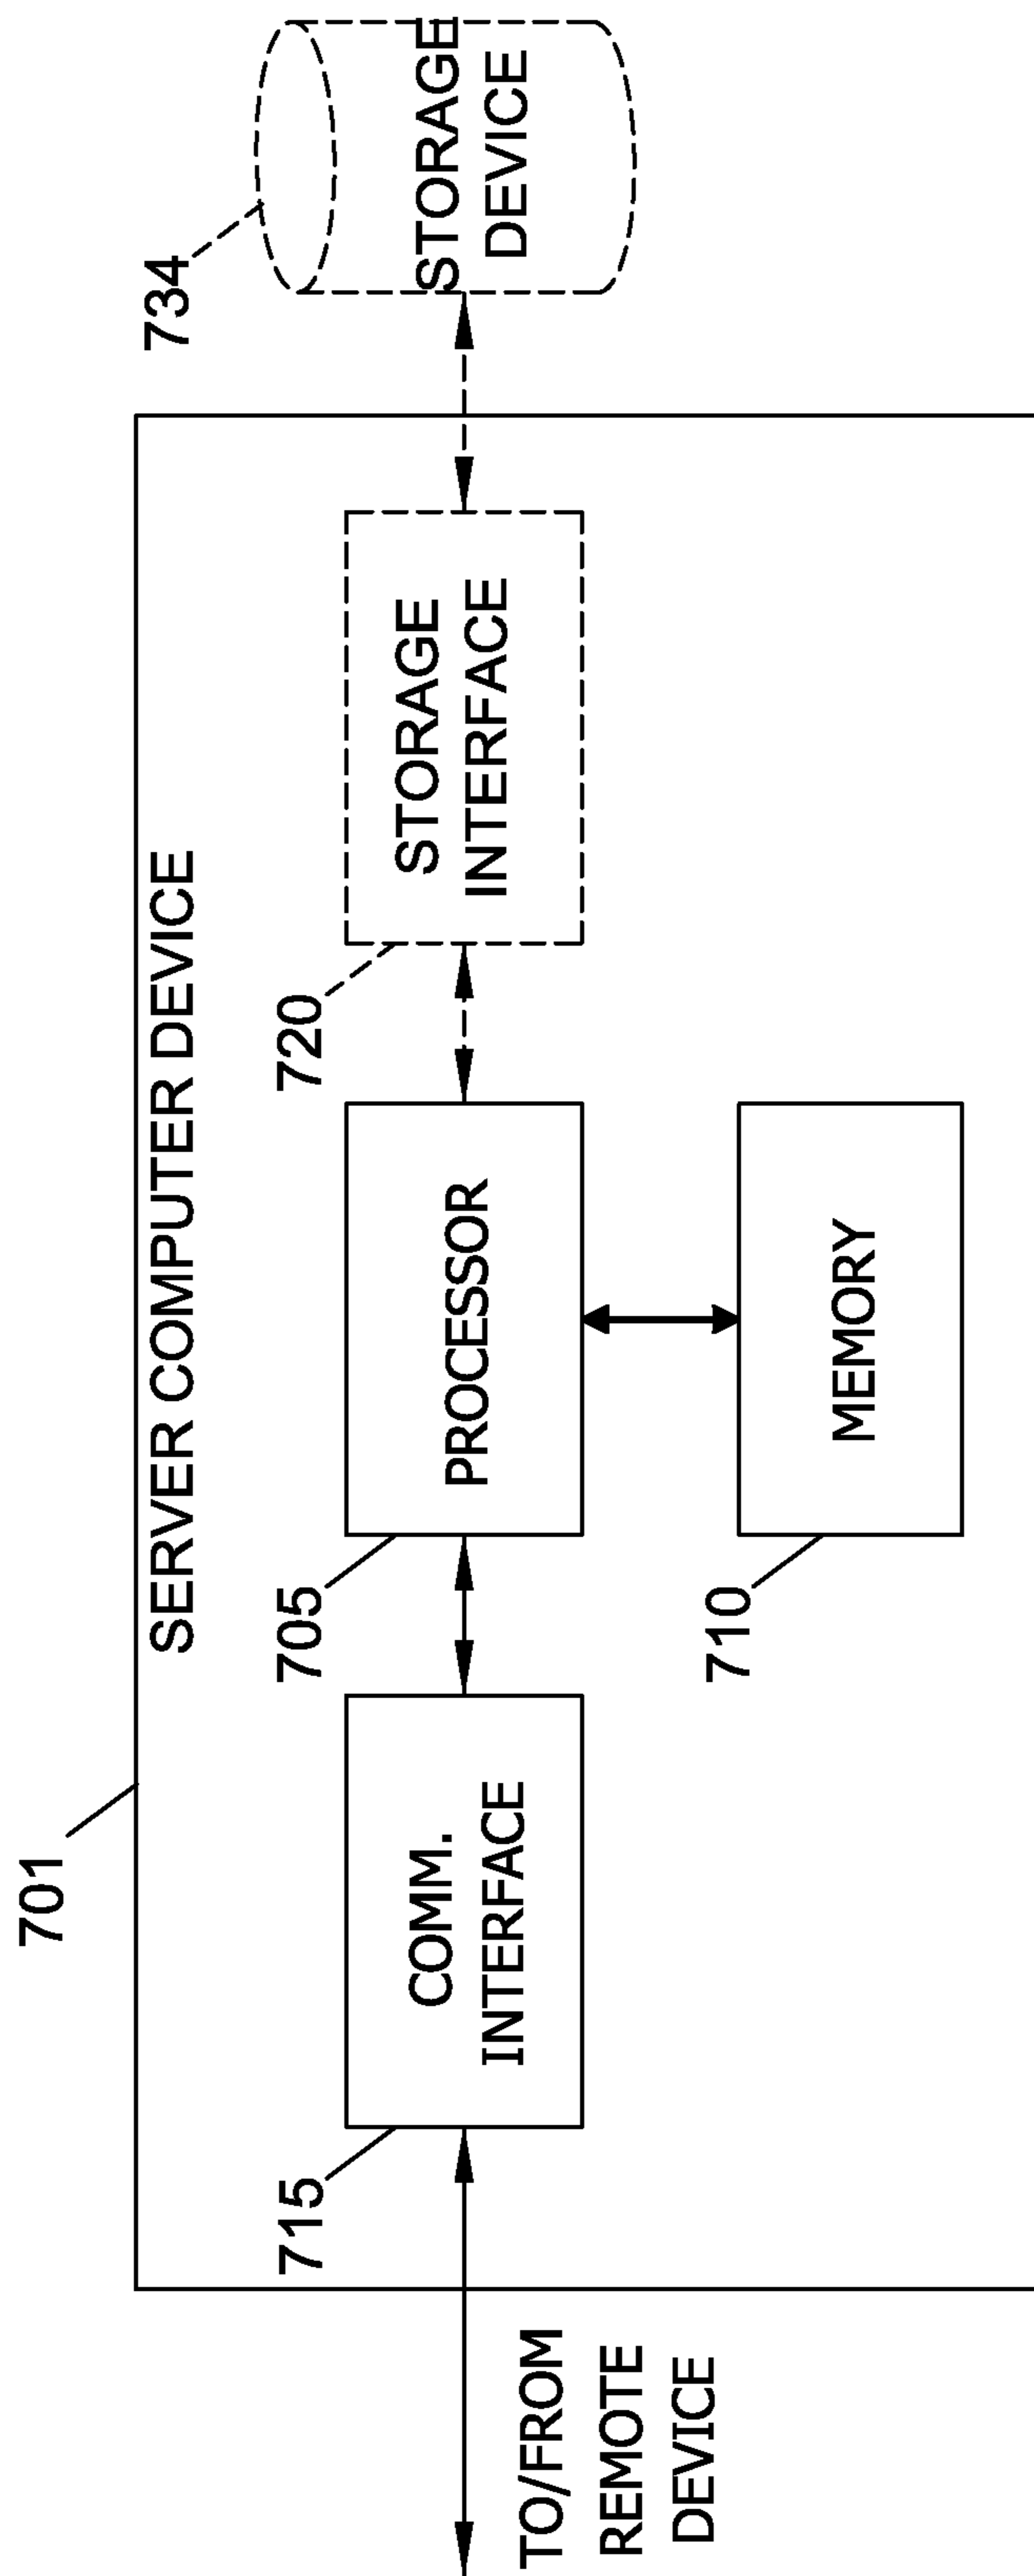 701
SERVER COMPUTER DEVICE
734
715
705
720
COMM.
INTERFACE
PROCESSOR
STORAGE
INTERFACE
STORAGE
DEVICE
TO/FROM
REMOTE
DEVICE
710
MEMORY